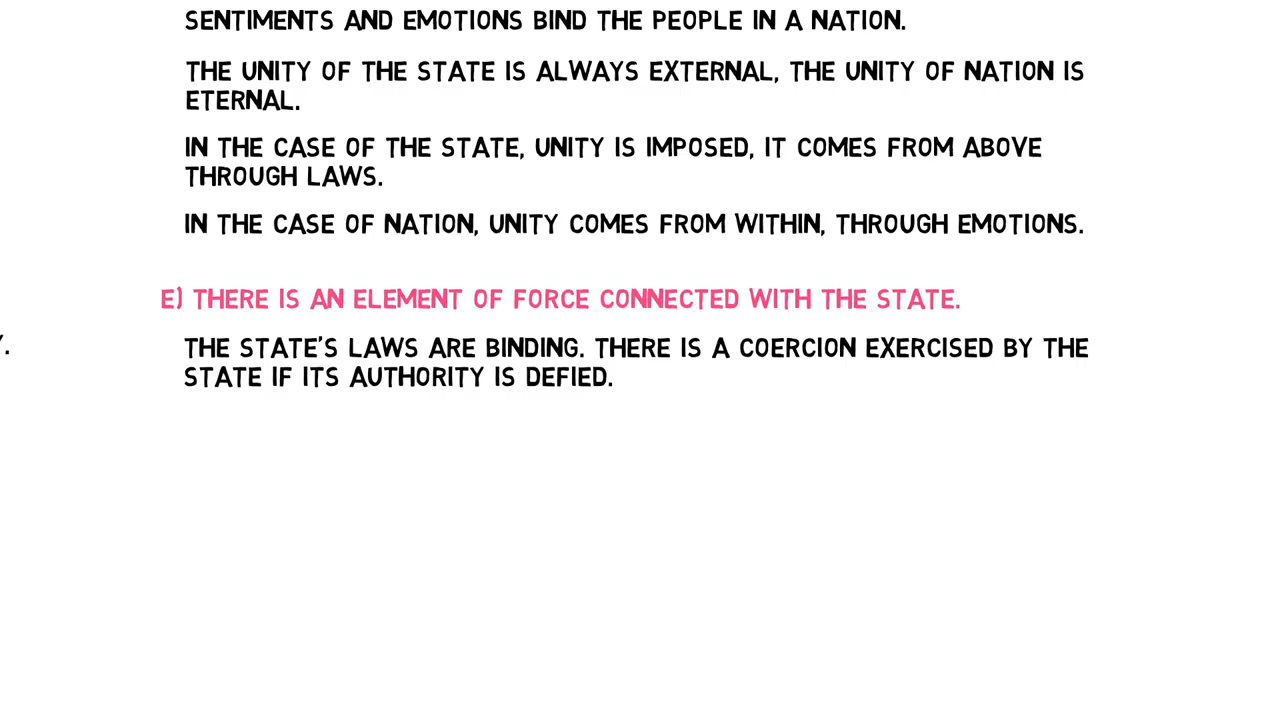 SENTIMENTS AND EMOTIONS BIND THE PEOPLE IN A NATION.
THE UNITY OF THE STATE IS ALWAYS EXTERNAL, THE UNITY OF NATION IS
ETERNAL.
IN THE CASE OF THE STATE, UNITY IS IMPOSED, IT COMES FROM ABOVE
THROUGH LAWS.
IN THE CASE OF NATION, UNITY COMES FROM WITHIN, THROUGH EMOTIONS.
E) THERE IS AN ELEMENT OF FORCE CONNECTED WITH THE STATE.
THE STATE'S LAWS ARE BINDING. THERE IS A COERCION EXERCISED BY THE
STATE IF ITS AUTHORITY IS DEFIED.